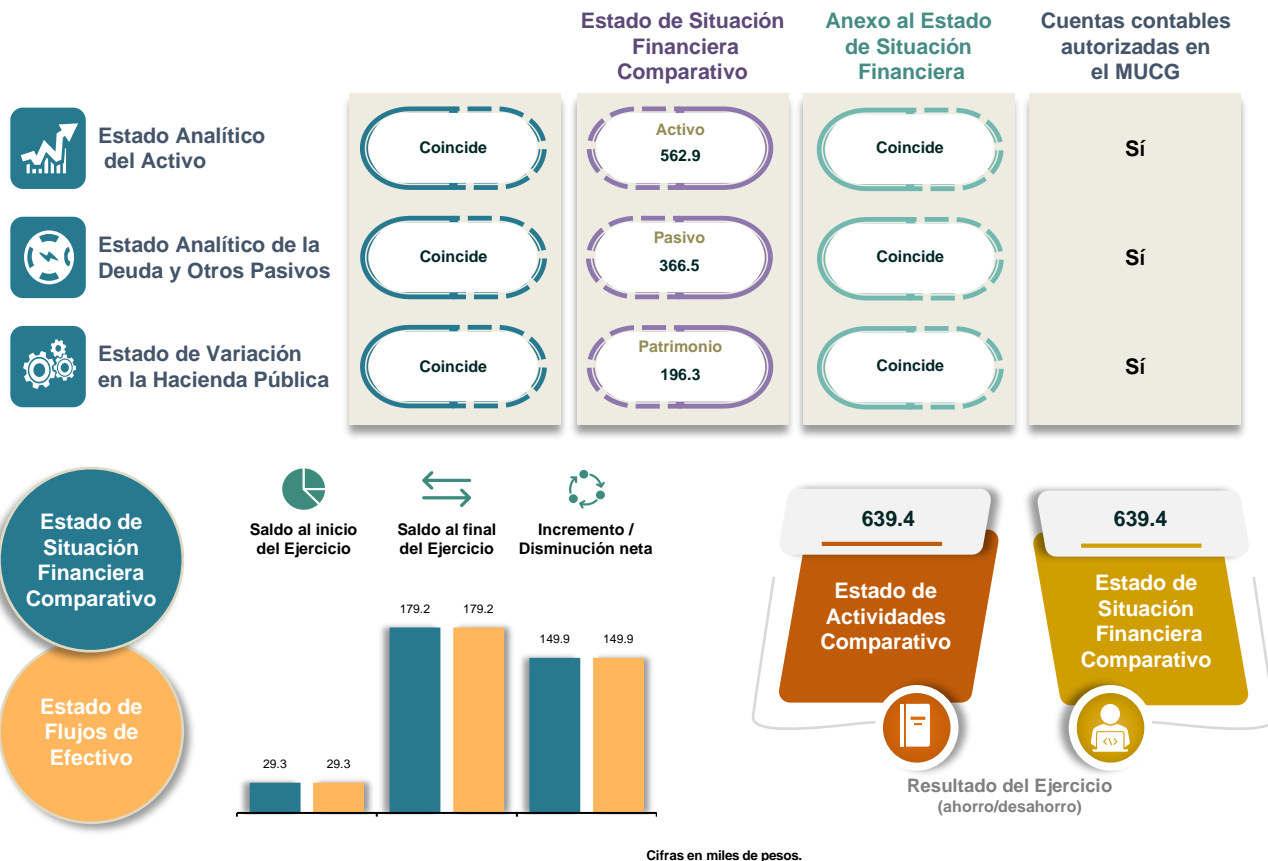 Estado de Situación
Financiera
Comparativo
Anexo al Estado
de Situación
Financiera
Cuentas contables
autorizadas en
el MUCG
Estado Analítico
del Activo
Coincide
Activo
562.9
Coincide
Sí
Estado Analítico de la
Deuda y Otros Pasivos
Coincide
Pasivo
366.5
Coincide
Sí
Estado de Variación
en la Hacienda Pública
Coincide
Patrimonio
196.3
Coincide
Sí
Estado de
Situación
Financiera
Comparativo
Estado de
Flujos de
Efectivo
Saldo al inicio
del Ejercicio
Saldo al final
del Ejercicio
Incremento /
Disminución neta
29.3
29.3
179.2
179.2
149.9
149.9
639.4
Estado de
Actividades
Comparativo
639.4
Estado de
Situación
Financiera
Comparativo
Resultado del Ejercicio
(ahorro/desahorro)
Cifras en miles de pesos.